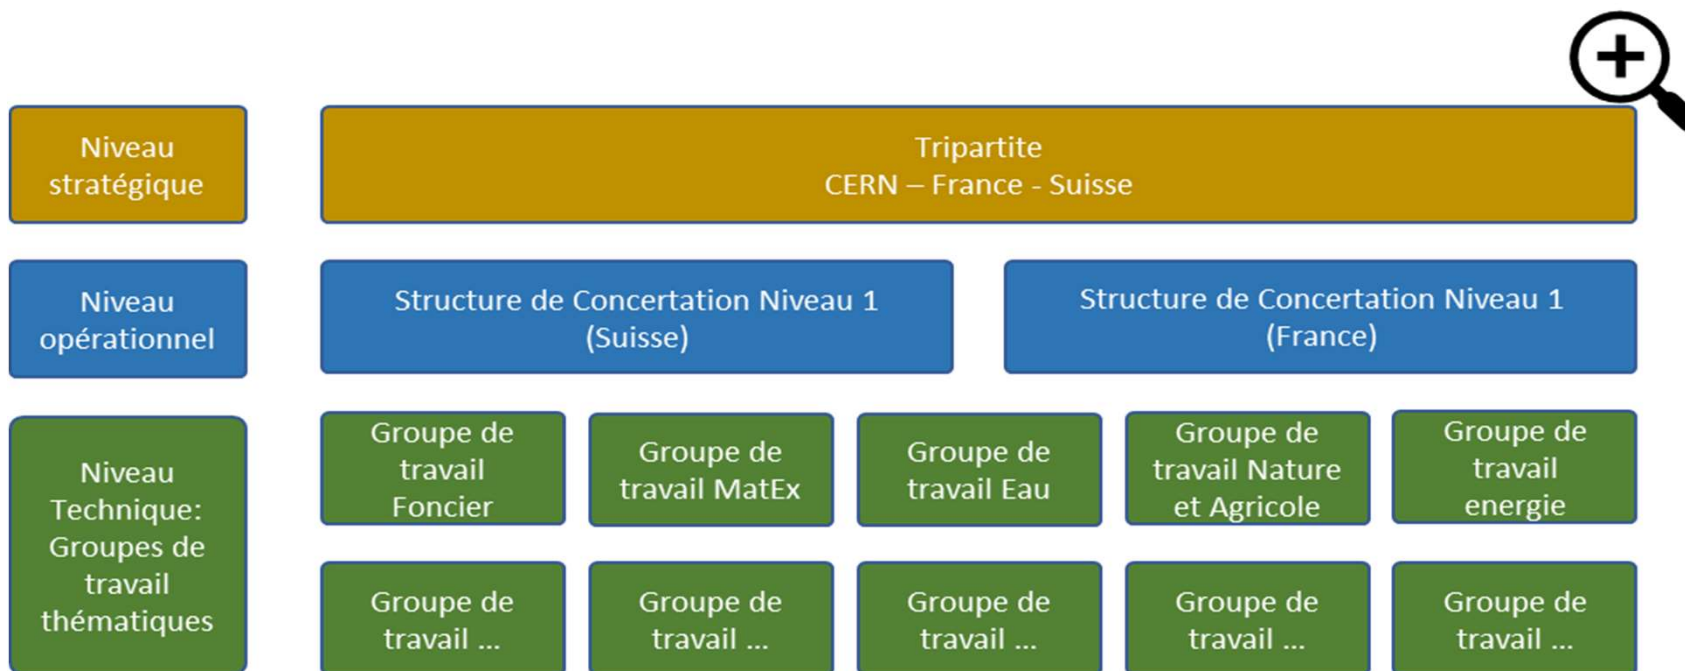 Niveau
stratégique
Tripartite
CERN – France - Suisse
Niveau
opérationnel
Structure de Concertation Niveau 1
(Suisse)
Structure de Concertation Niveau 1
(France)
Niveau
Technique:
Groupes de
travail
thématiques
Groupe de
travail
Foncier
Groupe de
travail MatEx
Groupe de
travail Eau
Groupe de
travail Nature
et Agricole
Groupe de
travail
energie
Groupe de
travail ...
Groupe de
travail ...
Groupe de
travail ...
Groupe de
travail ...
Groupe de
travail ...